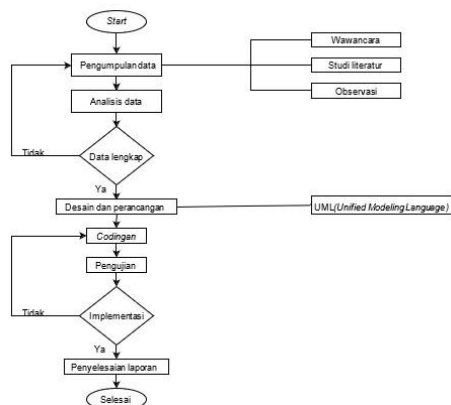 Start
Wawancara
Pengumpulan data
Studi literatur
Analisis data
Observasi
Tidak
Data lengkap
Ya
Desain dan perancangan
UML(Unified Modeling Language)
Codingan
Pengujian
Tidak
Implementasi
Ya
Penyelesaian laporan
Selesai